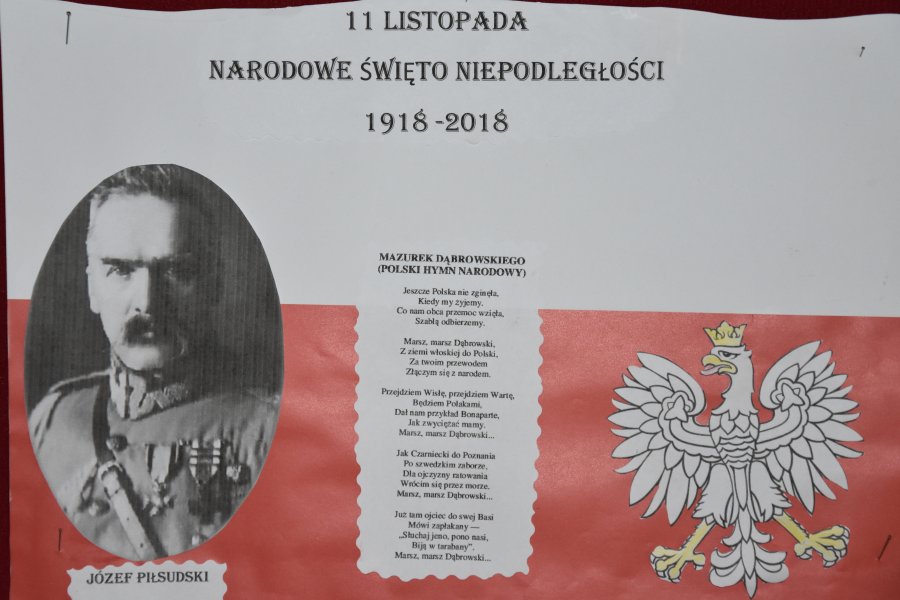 11 LISTOPADA
NARODOWE ŚWIĘTO NIEPODLEGŁOŚCI
1918 -2018
MAZUREK DĄBROWSKIEGO
(POLSKI HYMN NARODOWY)
Jeszcze Polska nie zginęła,
Kiedy my żyjemy.
Co nam obca przemoc wzięła,
Szablą odbierzemy.
Marsz, marsz Dąbrowski,
Z ziemi włoskiej do Polski,
Za twoim przewodem
Złączym się z narodem.
Przejdziem Wisłę, przejdziem Wartę,
Będziem Polakami,
Dał nam przykład Bonaparte,
Jak zwyciężać mamy.
Marsz, marsz Dąbrowski...
Jak Czarniecki do Poznania
Po szwedzkim zaborze,
Dla ojczyzny ratowania
Wrócim się przez morze.
Marsz, marsz Dąbrowski...
Już tam ojciec do swej Basi
Mówi zapłakany —
„Słuchaj jeno, pono nasi,
Biją w tarabany”.
Marsz, marsz Dąbrowski...
JÓZEF PIŁSUDSKI